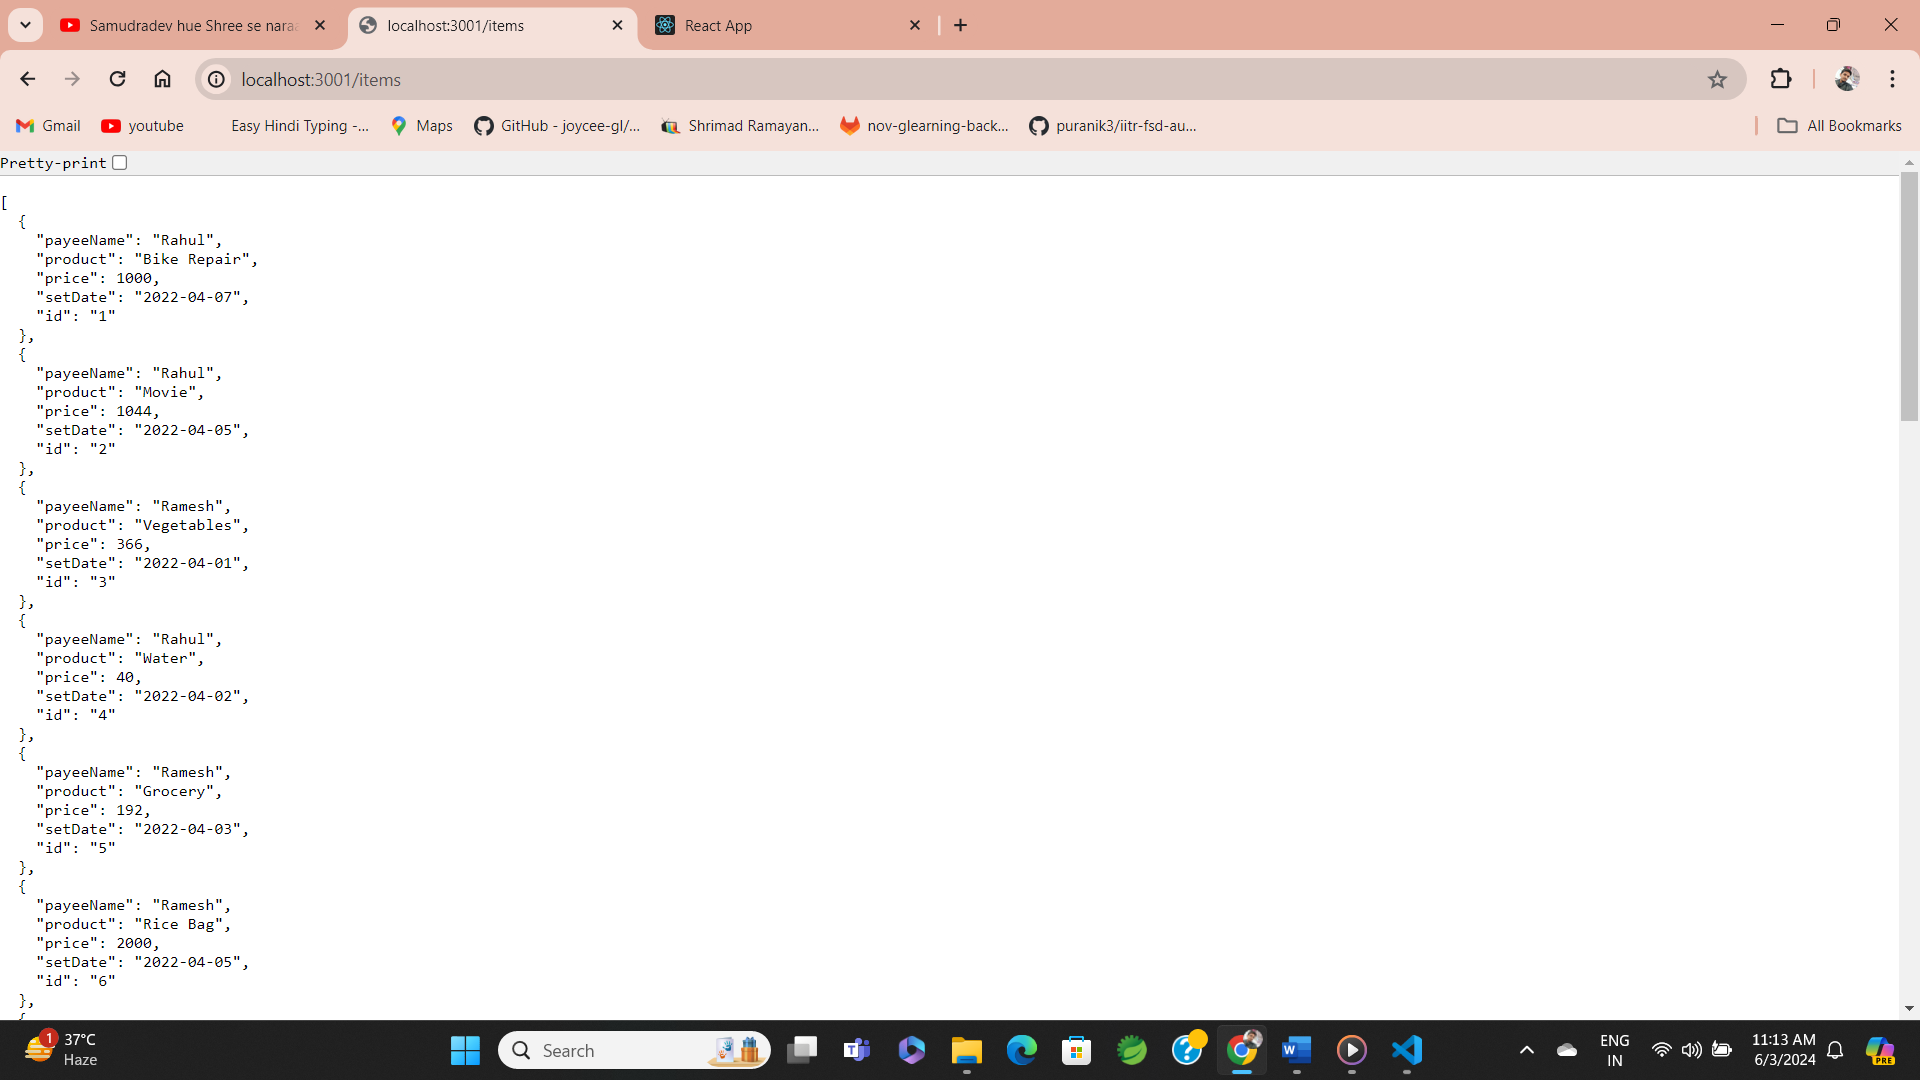 Samudradev hue Shree se naraa
localhost:3001/items
React App
localhost:3001/items
Gmail
youtube
Easy Hindi Typing -...
Maps
GitHub - joycee-gl/...
Shrimad Ramayan...
nov-glearning-back...
puranik3/iitr-fsd-au...
All Bookmarks
Pretty-print
[
{
"payeeName": "Rahul",
"product": "Bike Repair",
"price": 1000,
"setDate": "2022-04-07",
"id": "1"
},
{
"payeeName": "Rahul",
"product": "Movie",
"price": 1044,
"setDate": "2022-04-05",
"id": "2"
},
{
"payeeName": "Ramesh",
"product": "Vegetables",
"price": 366,
"setDate": "2022-04-01",
"id": "3"
},
{
"payeeName": "Rahul",
"product": "Water",
"price": 40,
"setDate": "2022-04-02",
"id": "4"
},
{
"payeeName": "Ramesh",
"product": "Grocery",
"price": 192,
"setDate": "2022-04-03",
"id": "5"
},
{
"payeeName": "Ramesh",
"product": "Rice Bag",
"price": 2000,
"setDate": "2022-04-05",
"id": "6"
},
{
1
37°C
Haze
Search
ENG
IN
11:13 AM
6/3/2024
PRE